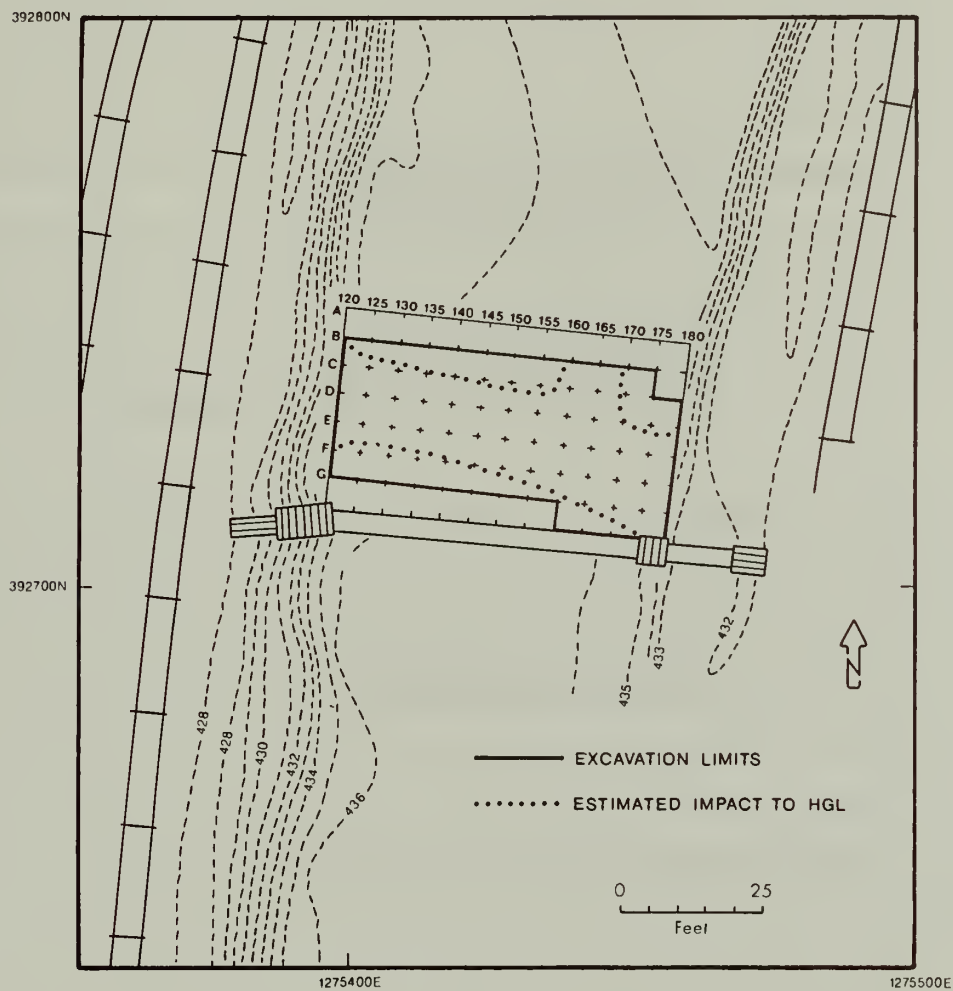 392800N
120 125 130 135 140 145 150 155 160 165 170 175 180
A
B
C
D
E
F
G
392700N
N
432
433
435
428
428
430
432
434
436
EXCAVATION LIMITS
ESTIMATED IMPACT TO HGL
0 25
Feet
1275400E 1275500E